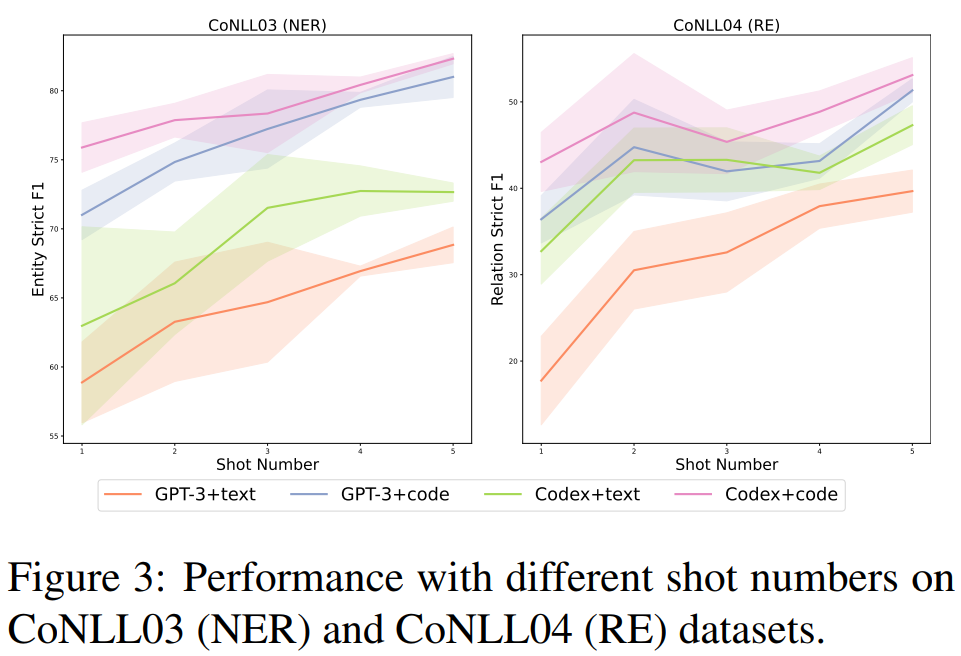 CoNLL03 (NER)
CoNLL04 (RE)
Entity Strict F1
80
75
70
65
60
55
1 2 3 4 5
Shot Number
Relation Strict F1
50
40
30
20
1 2 3 4 5
Shot Number
GPT-3+text GPT-3+code Codex+text Codex+code
Figure 3: Performance with different shot numbers on
CoNLL03 (NER) and CoNLL04 (RE) datasets.